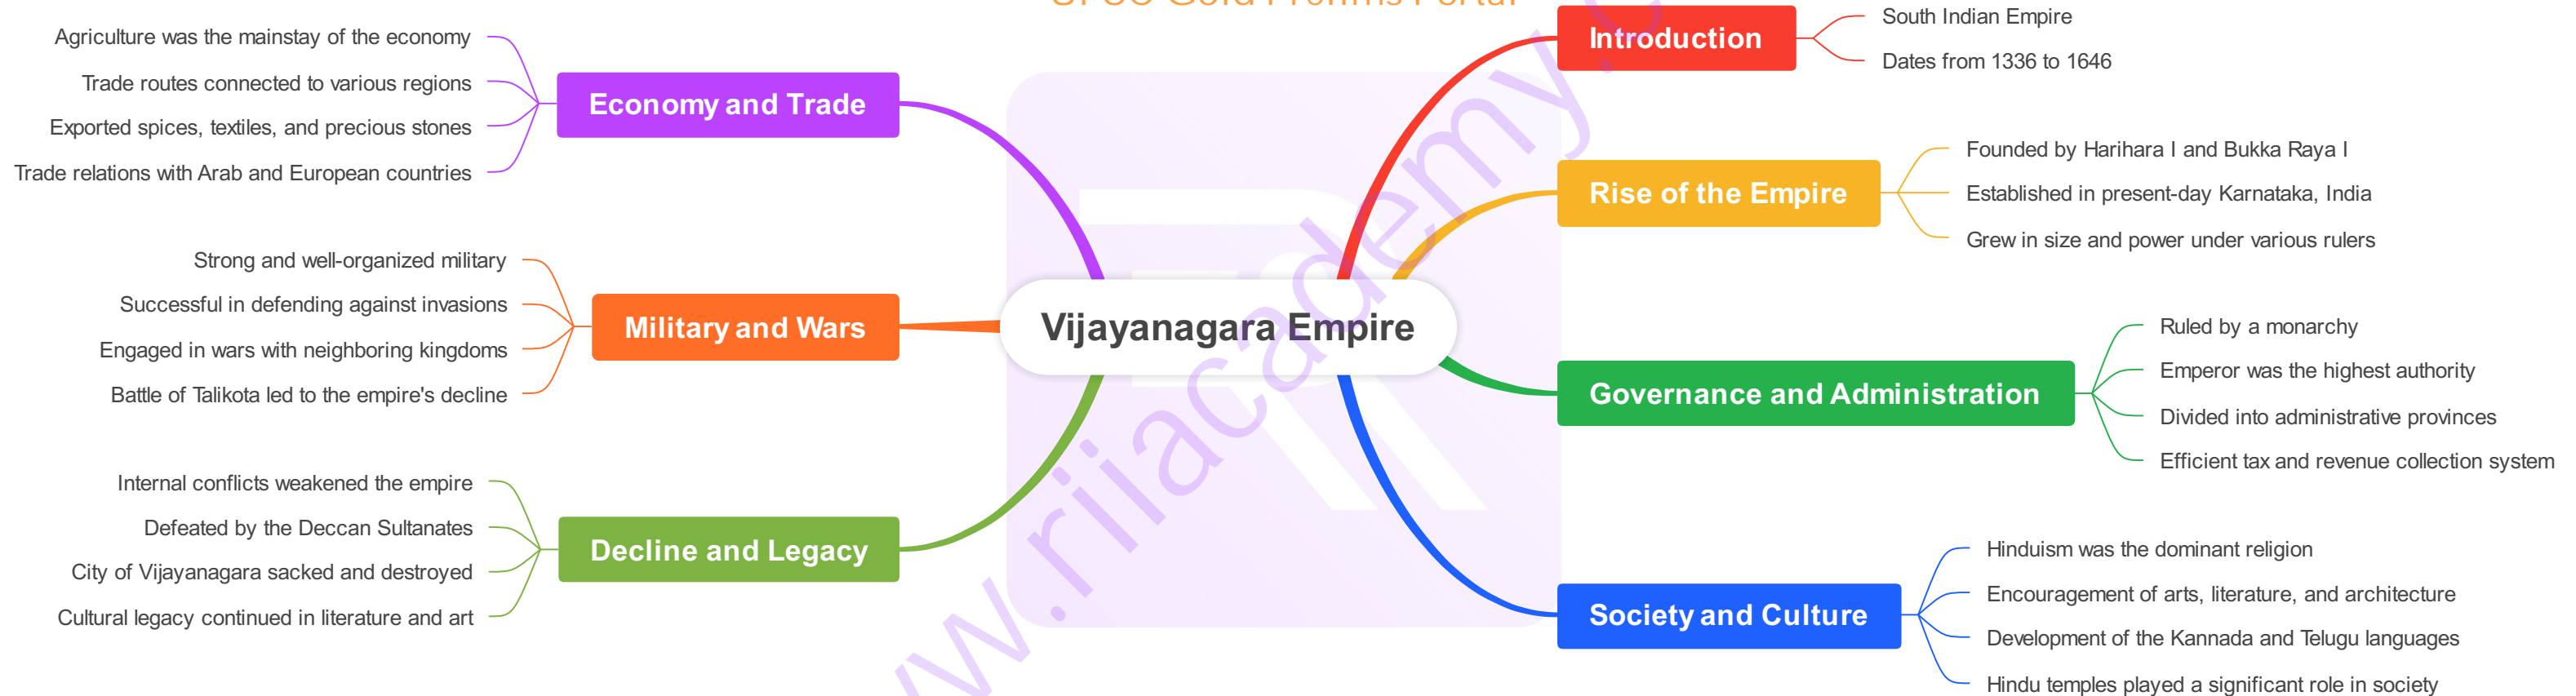 Vijayanagara Empire
Introduction
South Indian Empire
Dates from 1336 to 1646
Rise of the Empire
Founded by Harihara I and Bukka Raya I
Established in present-day Karnataka, India
Grew in size and power under various rulers
Governance and Administration
Ruled by a monarchy
Emperor was the highest authority
Divided into administrative provinces
Efficient tax and revenue collection system
Society and Culture
Hinduism was the dominant religion
Encouragement of arts, literature, and architecture
Development of the Kannada and Telugu languages
Hindu temples played a significant role in society
Economy and Trade
Agriculture was the mainstay of the economy
Trade routes connected to various regions
Exported spices, textiles, and precious stones
Trade relations with Arab and European countries
Military and Wars
Strong and well-organized military
Successful in defending against invasions
Engaged in wars with neighboring kingdoms
Battle of Talikota led to the empire's decline
Decline and Legacy
Internal conflicts weakened the empire
Defeated by the Deccan Sultanates
City of Vijayanagara sacked and destroyed
Cultural legacy continued in literature and art